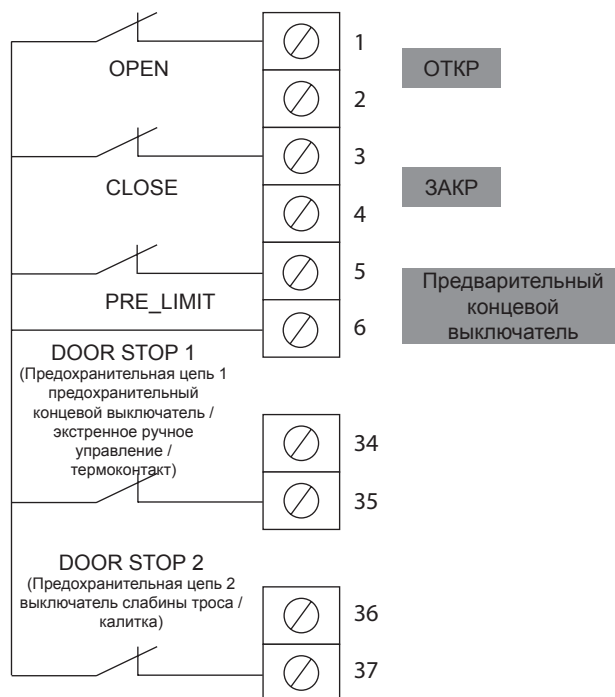 1
OPEN
ОТКР
2
3
CLOSE
ЗАКР
4
5
PRE_LIMIT
Предварительный
концевой
выключатель
6
DOOR STOP 1
(Предохранительная цепь 1
предохранительный
концевой выключатель /
экстренное ручное
управление /
термоконтакт)
34
35
DOOR STOP 2
(Предохранительная цепь 2
выключатель слабины троса /
калитка)
36
37